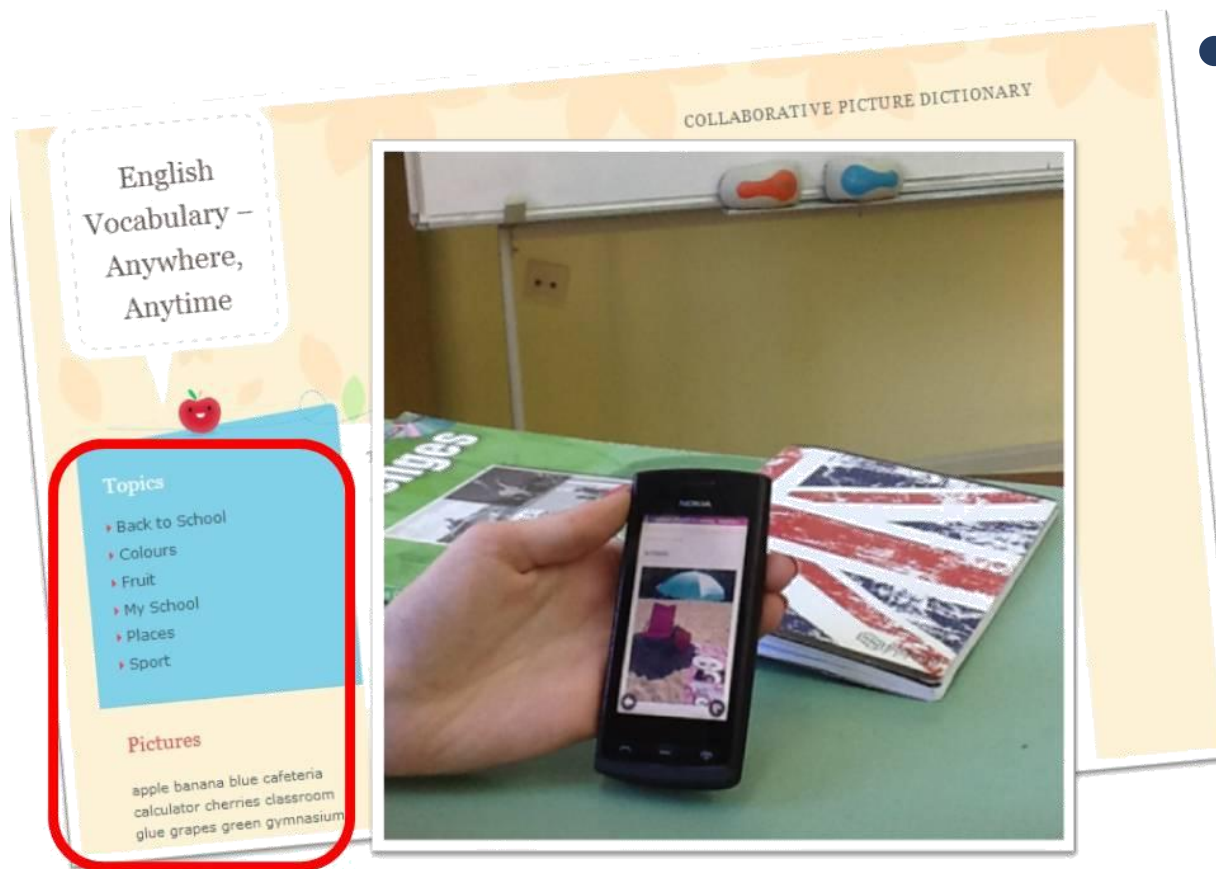 COLLABORATIVE PICTURE DICTIONARY
English
Vocabulary –
Anywhere,
Anytime
Topics
Back to School
Colours
Fruit
My School
Places
Sport
Pictures
apple banana blue cafeteria
calculator cherries classroom
glue grapes green gymnasium
NOKIA